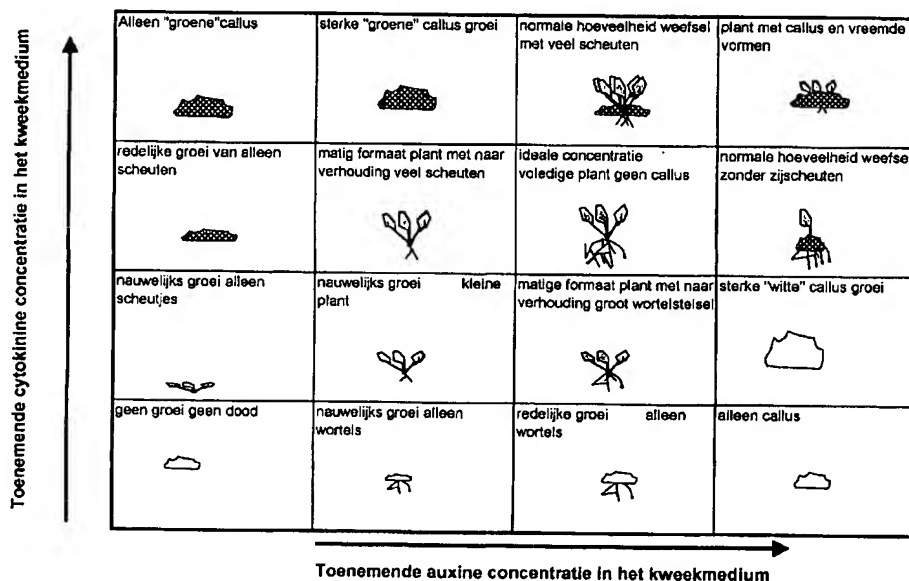 Toenemende cytokinine concentratie in het kweekmedium
Alleen "groene"callus
sterke "groene" callus groei
normale hoeveelheid weefsel
met veel scheuten
plant met callus en vreemde
vormen
redelijke groei van alleen
scheuten
matig formaat plant met naar
verhouding veel scheuten
ideale concentratie
volledige plant geen callus
normale hoeveelheid weefse
zonder zijscheuten
nauwelijks groei alleen
scheutjes
nauwelijks groei kleine
plant
matige formaat plant met naar
verhouding groot wortelstelsel
sterke "witte" callus groei
geen groei geen dood
nauwelijks groei alleen
wortels
redelijke groei alleen
wortels
alleen callus
Toenemende auxine concentratie in het kweekmedium